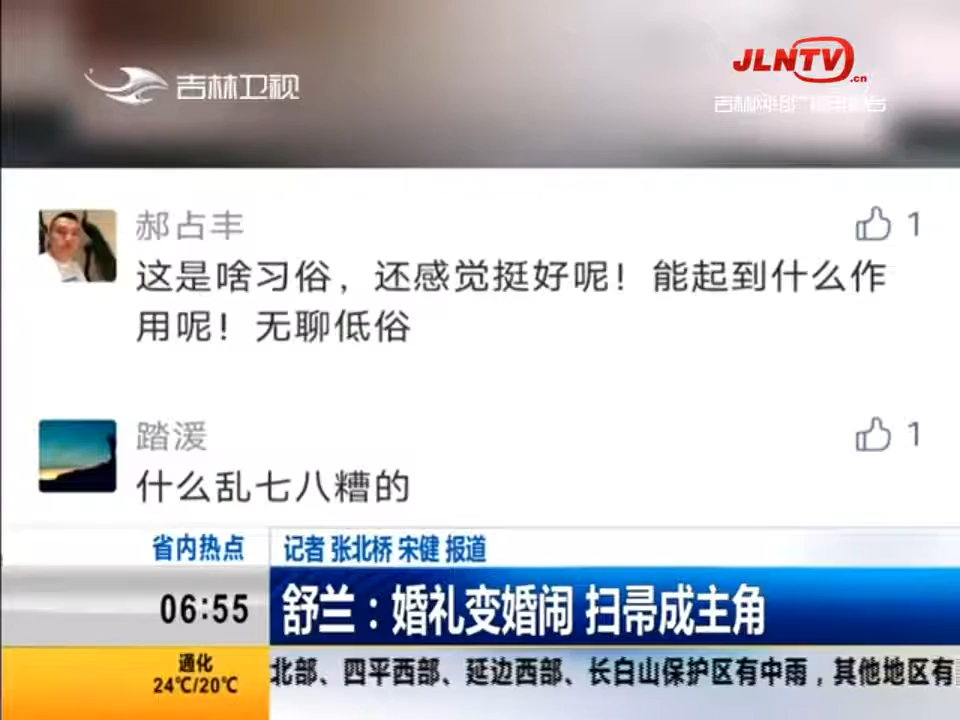 吉林卫视
JLNTV.cn
郝占丰
1
这是啥习俗，还感觉挺好呢！能起到什么作
用呢！无聊低俗
踏湲
1
什么乱七八糟的
省内热点
记者 张北桥 宋健 报道
06:55
舒兰：婚礼变婚闹 扫帚成主角
通化
24℃/20℃
北部、四平西部、延边西部、长白山保护区有中雨，其他地区有